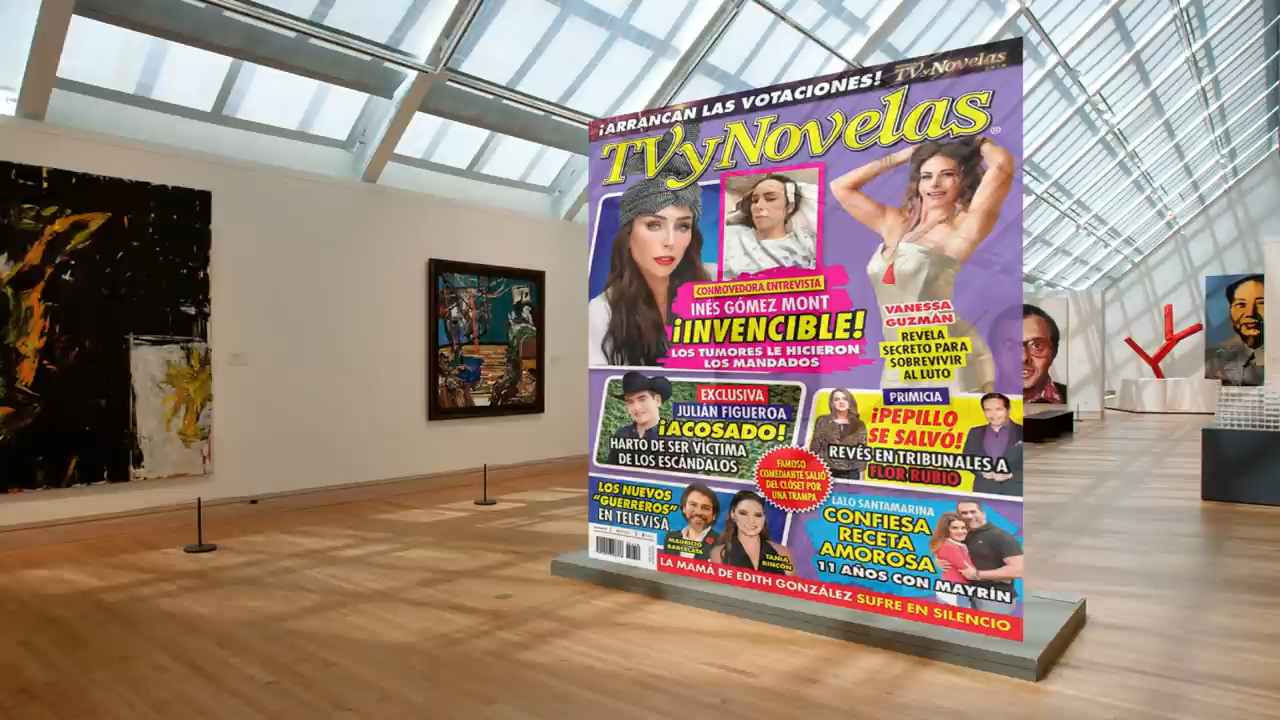 ¡ARRANCAN LAS VOTACIONES!
TVyNovelas
TVyNovelas®
CONMOVEDORA ENTREVISTA
INÉS GÓMEZ MONT
¡INVENCIBLE!
LOS TUMORES LE HICIERON
LOS MANDADOS
VANESSA
GUZMÁN
REVELA
SECRETO PARA
SOBREVIVIR
AL LUTO
EXCLUSIVA
JULIÁN FIGUEROA
¡ACOSADO!
HARTO DE SER VÍCTIMA
DE LOS ESCÁNDALOS
PRIMICIA
¡PEPILLO
SE SALVÓ!
REVÉS EN TRIBUNALES A
FLOR RUBIO
FAMOSO
COMEDIANTE SALIÓ
DEL CLÓSET POR
UNA TRAMPA
LOS NUEVOS
"GUERREROS"
EN TELEVISA
MAURICIO
BARCELATA
TANIA
RINCÓN
LALO SANTAMARINA
CONFIESA
RECETA
AMOROSA
11 AÑOS CON MAYRÍN
LA MAMÁ DE EDITH GONZÁLEZ SUFRE EN SILENCIO